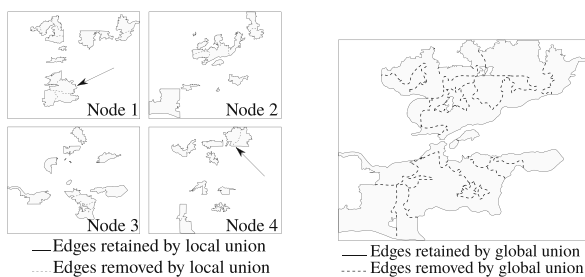 Node 1
Node 2
Node 3
Node 4
Edges retained by local union
Edges removed by local union
Edges retained by global union
Edges removed by global union